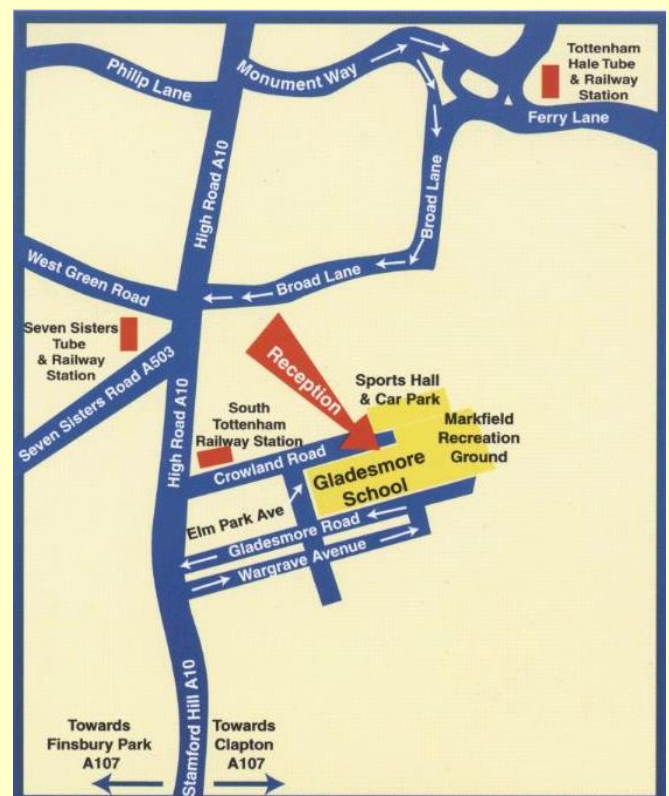 Tottenham
Hale Tube
& Railway
Station
Philip Lane
Monument Way
Ferry Lane
High Road A10
Broad Lane
West Green Road
Broad Lane
Seven Sisters
Tube
& Railway
Station
Seven Sisters Road A503
High Road A10
Reception
Sports Hall
& Car Park
South
Tottenham
Railway Station
Markfield
Recreation
Ground
Crowland Road
Gladesmore
School
Elm Park Ave
Gladesmore Road
Wargrave Avenue
Stamford Hill A10
Towards
Finsbury Park
A107
Towards
Clapton
A107